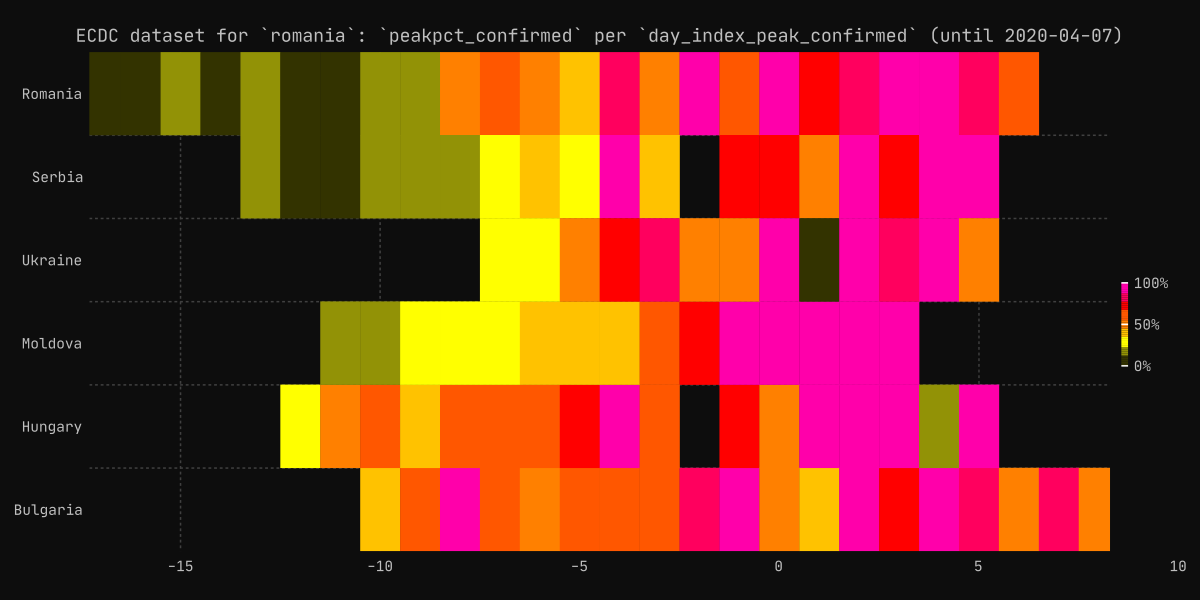 ECDC dataset for `romania`: `peakpct_confirmed` per `day_index_peak_confirmed` (until 2020-04-07)
Romania
Serbia
Ukraine
Moldova
Hungary
Bulgaria
100%
50%
0%
−15
−10
−5
0
5
10